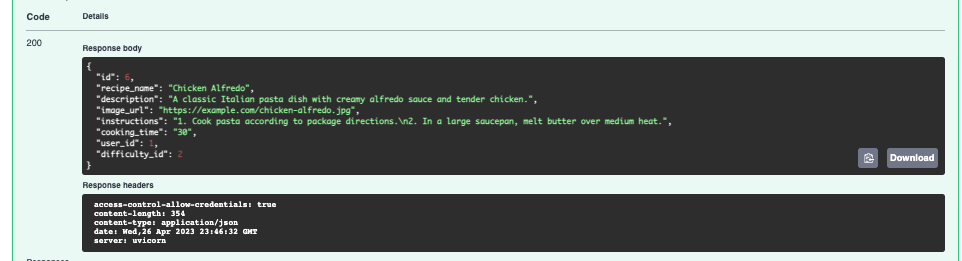 Code Details
200
Response body
{
"id": 6,
"recipe_name": "Chicken Alfredo",
"description": "A classic Italian pasta dish with creamy alfredo sauce and tender chicken.",
"image_url": "https://example.com/chicken-alfredo.jpg",
"instructions": "1. Cook pasta according to package directions.\n2. In a large saucepan, melt butter over medium heat.",
"cooking_time": "30",
"user_id": 1,
"difficulty_id": 2
}
Download
Response headers
access-control-allow-credentials: true
content-length: 354
content-type: application/json
date: Wed,26 Apr 2023 23:46:32 GMT
server: uvicorn